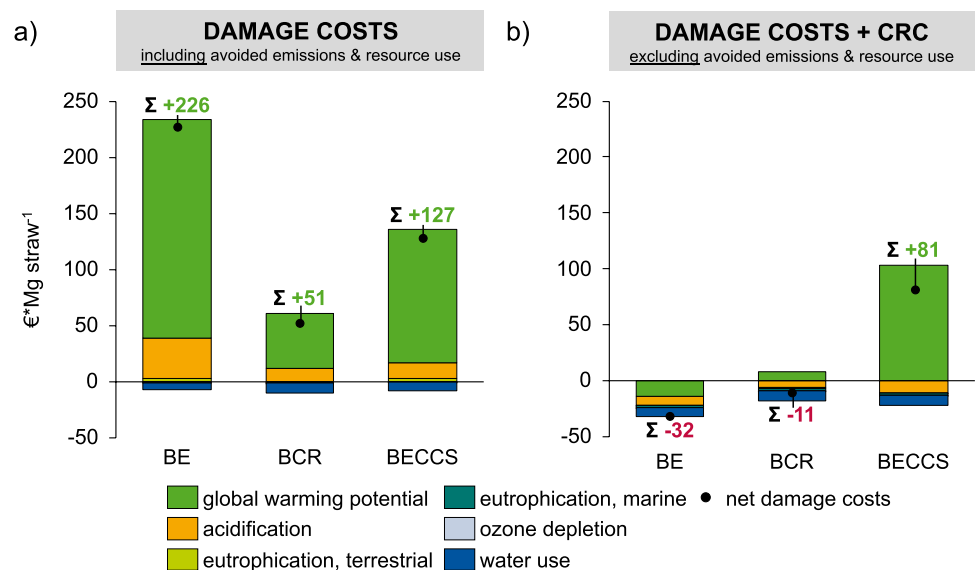 a)
DAMAGE COSTS
including avoided emissions & resource use
b)
DAMAGE COSTS + CRC
excluding avoided emissions & resource use
€*Mg straw-1
250
200
150
100
50
0
-50
Σ +226
Σ +51
Σ +127
BE
BCR
BECCS
250
200
150
100
50
0
-50
Σ -32
Σ -11
Σ +81
BE
BCR
BECCS
global warming potential
eutrophication, marine
net damage costs
acidification
ozone depletion
eutrophication, terrestrial
water use